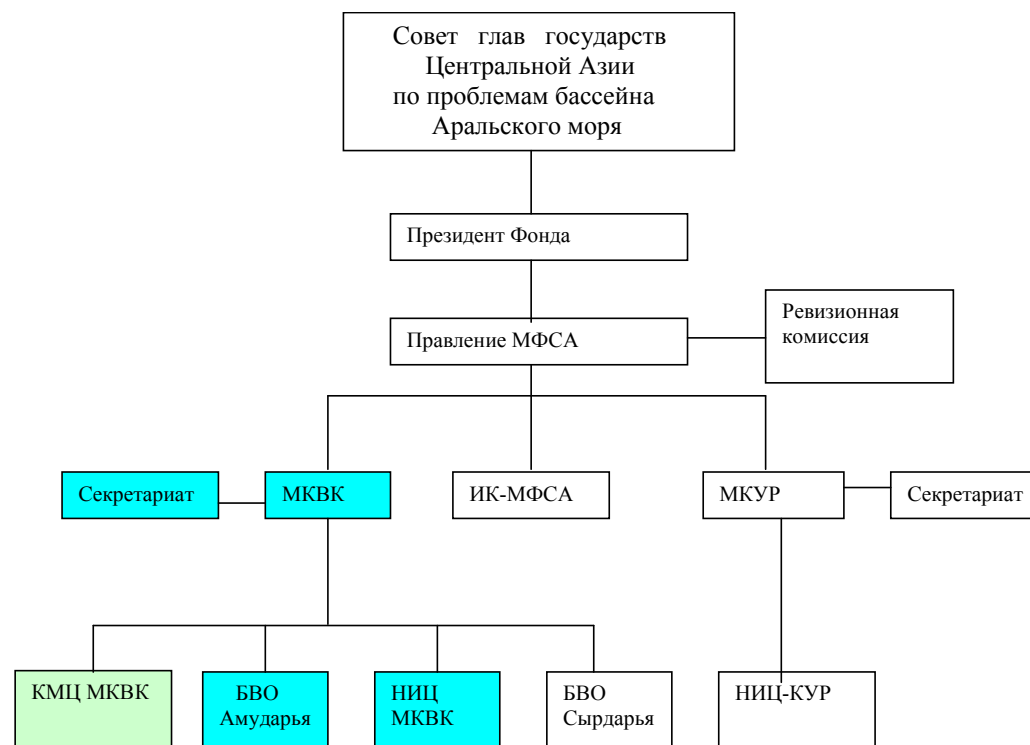 Совет глав государств
Центральной Азии
по проблемам бассейна
Аральского моря
Президент Фонда
Правление МФСА
Ревизионная
комиссия
Секретариат
МКВК
ИК-МФСА
МКУР
Секретариат
КМЦ МКВК
БВО
Амударья
НИЦ
МКВК
БВО
Сырдарья
НИЦ-КУР